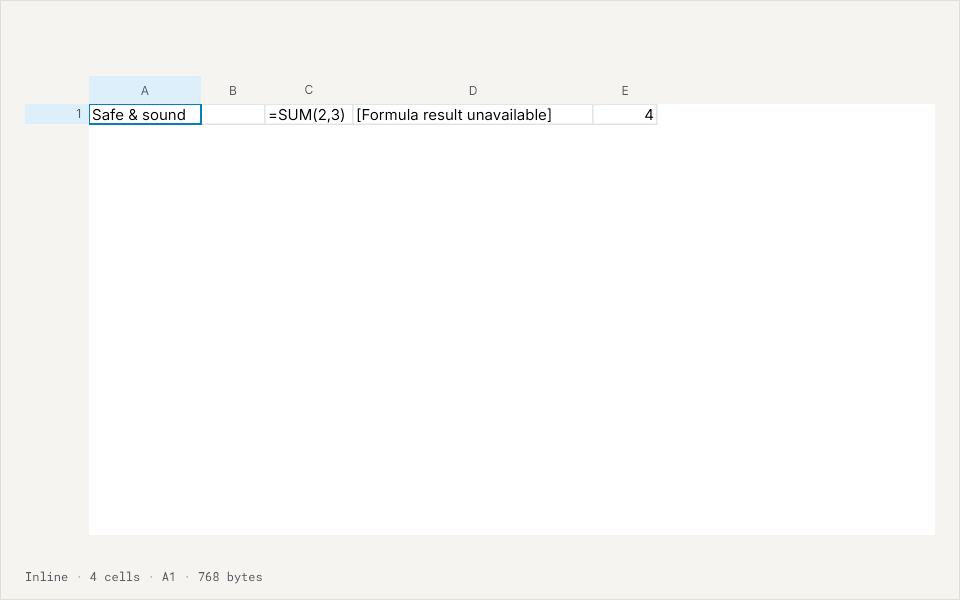 A B C D E
1 Safe & sound =SUM(2,3) [Formula result unavailable] 4
Inline · 4 cells · A1 · 768 bytes